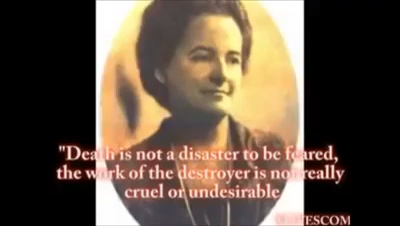 "Death is not a disaster to be feared,
the work of the destroyer is not really
cruel or undesirable